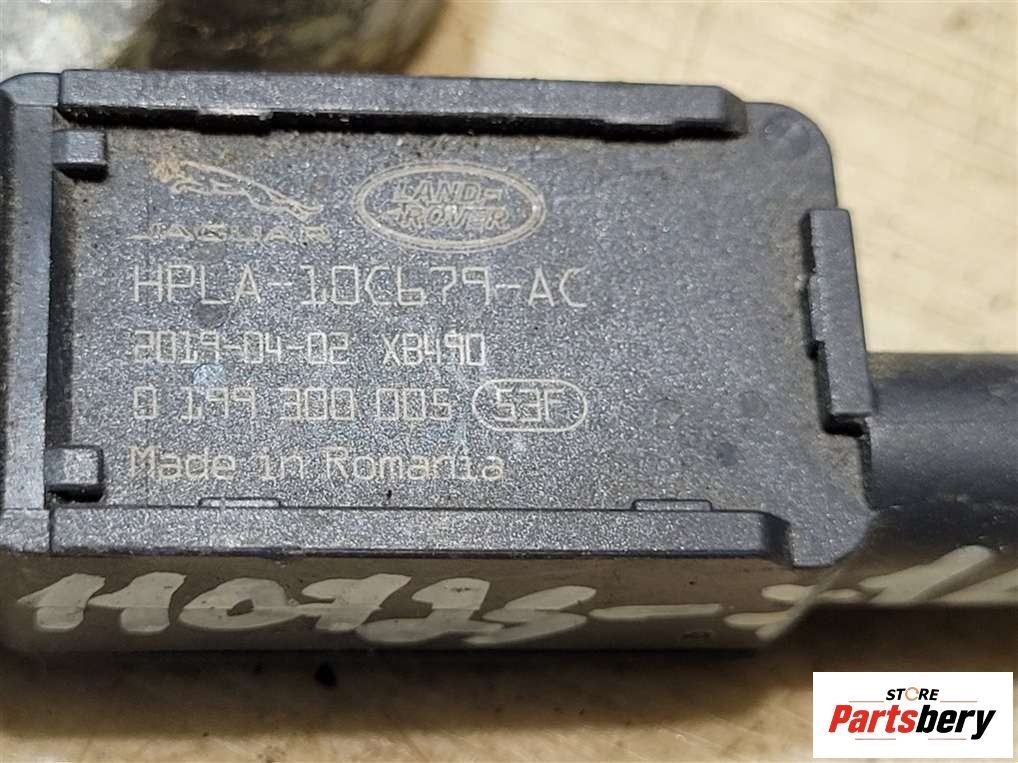 JAGUAR
LAND-
ROVER
HPLA-10C679-AC
2019-04-02 XB490
0 199 300 005 S3F
Made in Romania
STORE
Partsbery